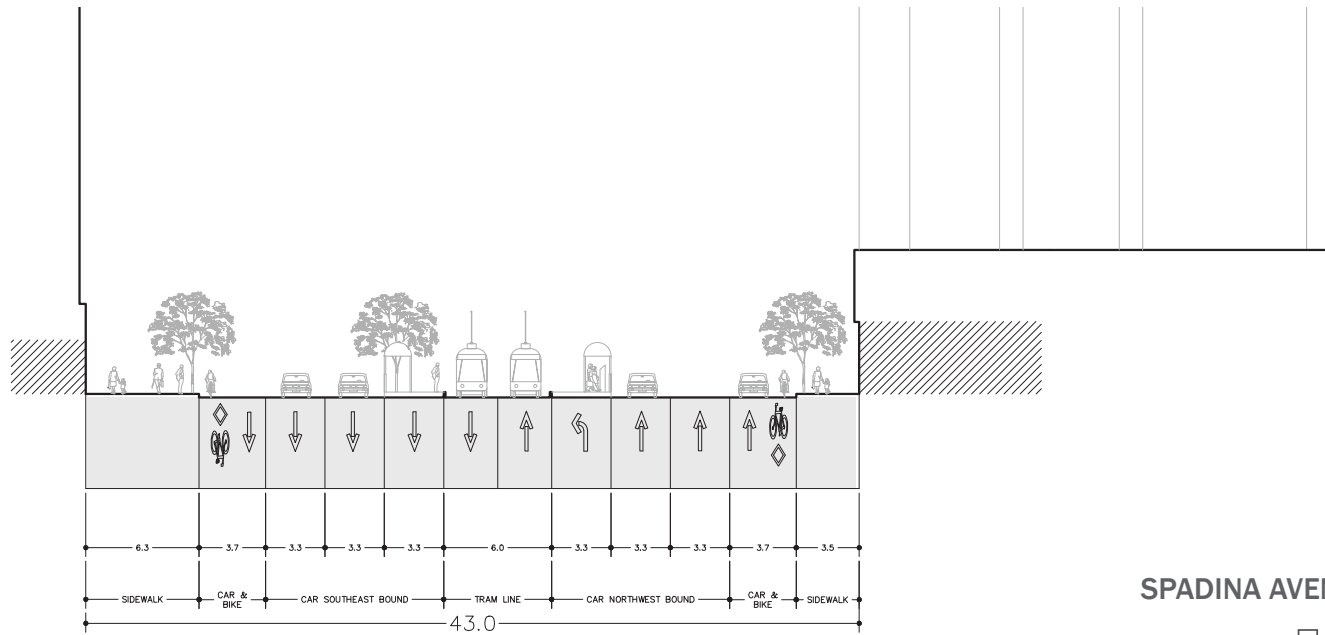 6.3 3.7 3.3 3.3 3.3 6.0 3.3 3.3 3.3 3.7 3.5
SIDEWALK CAR & BIKE CAR SOUTHEAST BOUND TRAM LINE CAR NORTHWEST BOUND CAR & BIKE SIDEWALK
43.0
SPADINA AVEN